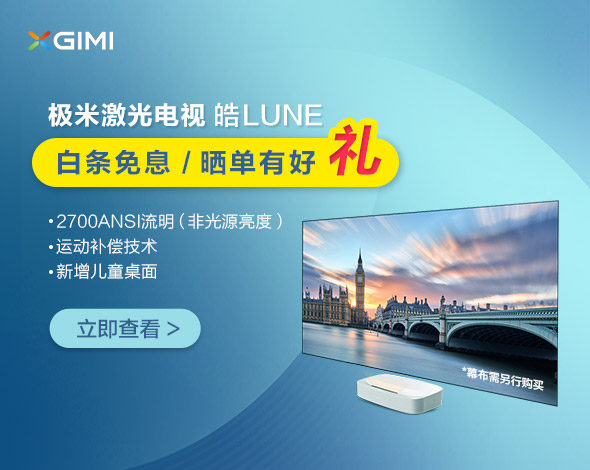 XGIMI
极米激光电视 皓LUNE
白条免息 / 晒单有好礼
·2700ANSI流明（非光源亮度）
·运动补偿技术
·新增儿童桌面
立即查看 >
*幕布需另行购买